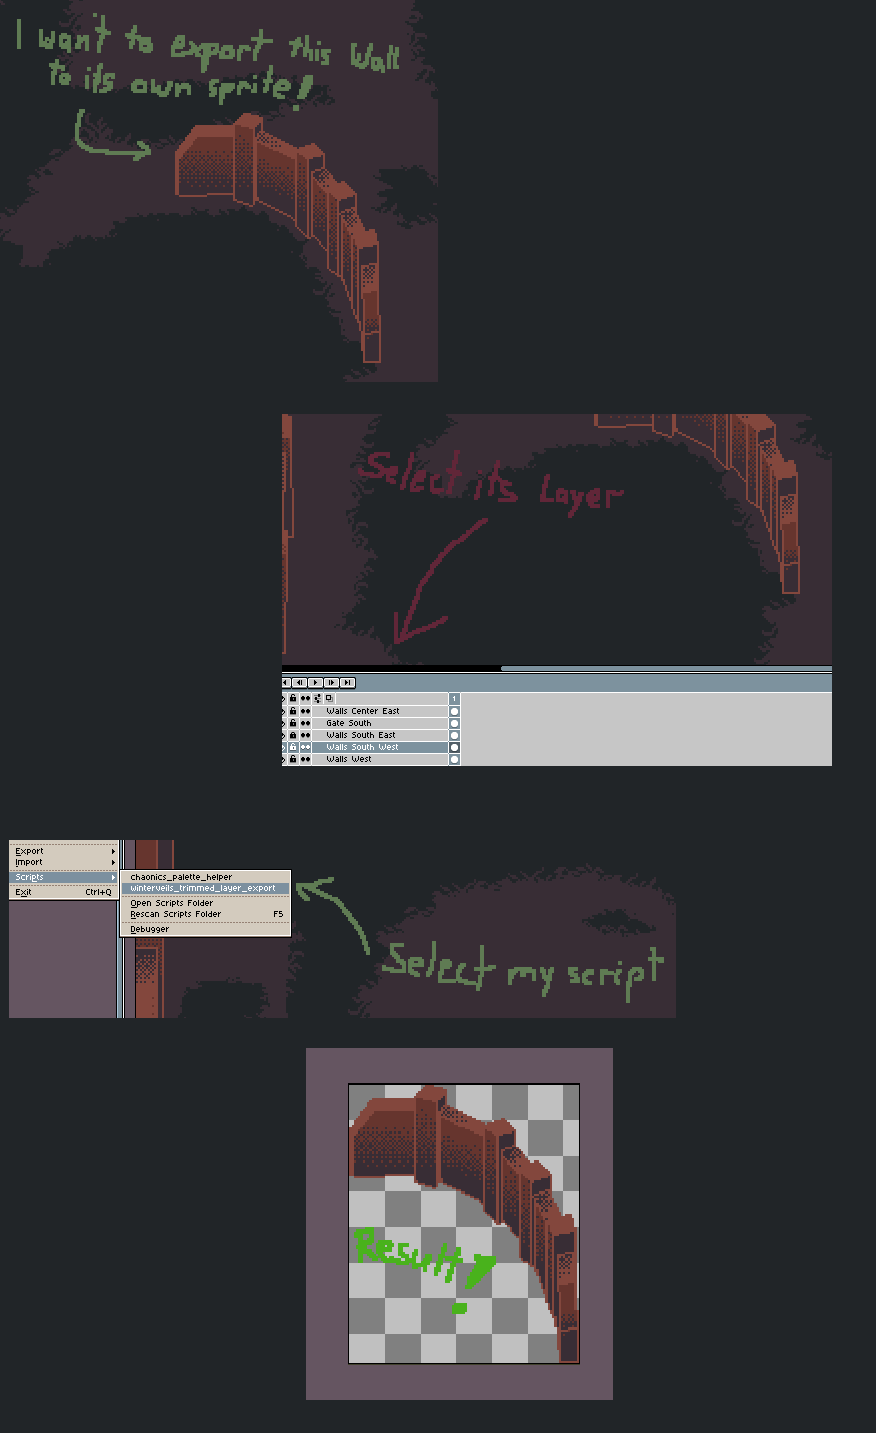 I want to export this Wall
to its own sprite!
Select its Layer
1
Walls Center East
Gate South
Walls South East
Walls South West
Walls West
Export
Import
Scripts
Exit Ctrl+Q
chaonics_palette_helper
winterveils_trimmed_layer_export
Open Scripts Folder
Rescan Scripts Folder F5
Debugger
Select my script
Result!